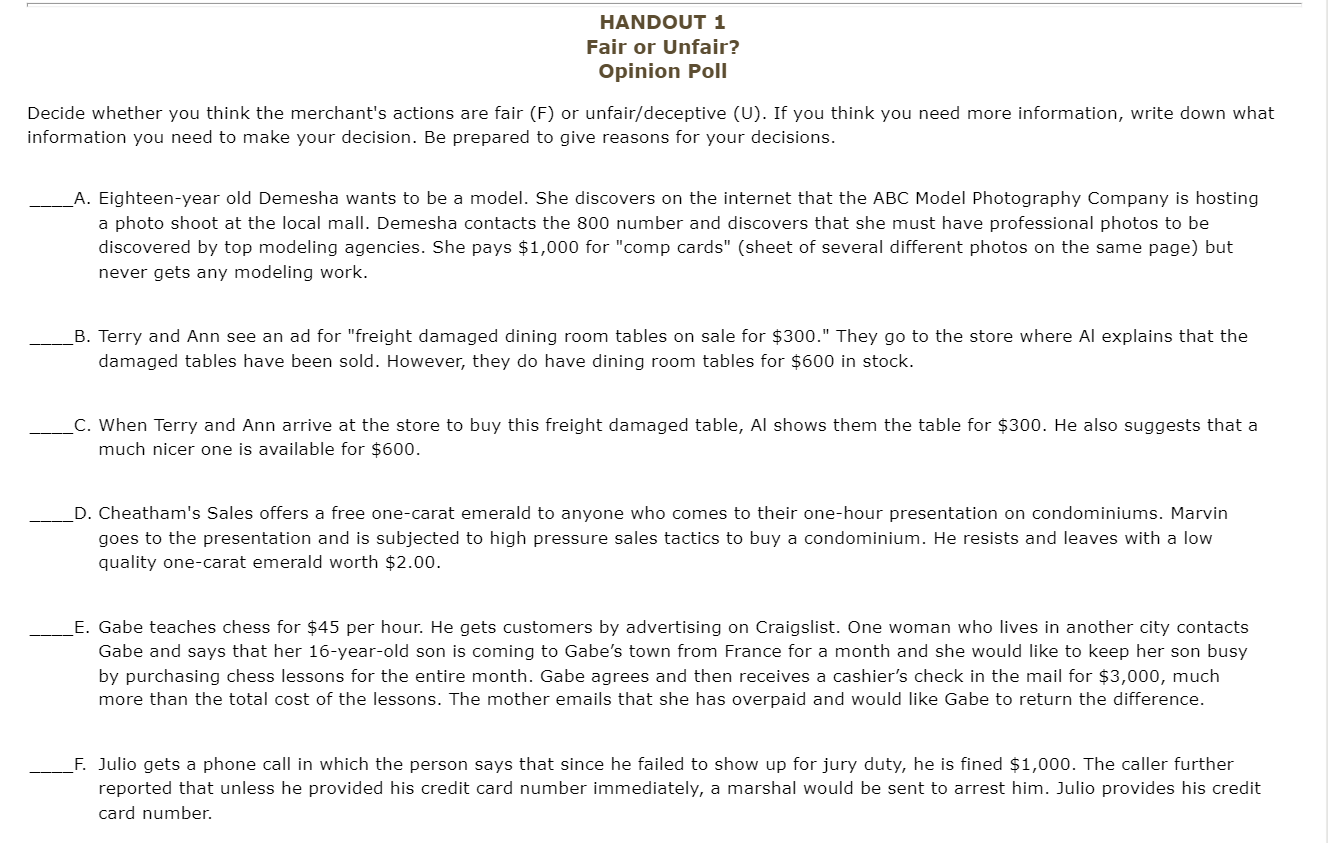 HANDOUT 1
Fair or Unfair?
Opinion Poll
Decide whether you think the merchant's actions are fair (F) or unfair/deceptive (U). If you think you need more information, write down what
information you need to make your decision. Be prepared to give reasons for your decisions.
____A. Eighteen-year old Demesha wants to be a model. She discovers on the internet that the ABC Model Photography Company is hosting
a photo shoot at the local mall. Demesha contacts the 800 number and discovers that she must have professional photos to be
discovered by top modeling agencies. She pays $1,000 for "comp cards" (sheet of several different photos on the same page) but
never gets any modeling work.
____B. Terry and Ann see an ad for "freight damaged dining room tables on sale for $300." They go to the store where Al explains that the
damaged tables have been sold. However, they do have dining room tables for $600 in stock.
____C. When Terry and Ann arrive at the store to buy this freight damaged table, Al shows them the table for $300. He also suggests that a
much nicer one is available for $600.
____D. Cheatham's Sales offers a free one-carat emerald to anyone who comes to their one-hour presentation on condominiums. Marvin
goes to the presentation and is subjected to high pressure sales tactics to buy a condominium. He resists and leaves with a low
quality one-carat emerald worth $2.00.
____E. Gabe teaches chess for $45 per hour. He gets customers by advertising on Craigslist. One woman who lives in another city contacts
Gabe and says that her 16-year-old son is coming to Gabe’s town from France for a month and she would like to keep her son busy
by purchasing chess lessons for the entire month. Gabe agrees and then receives a cashier’s check in the mail for $3,000, much
more than the total cost of the lessons. The mother emails that she has overpaid and would like Gabe to return the difference.
____F. Julio gets a phone call in which the person says that since he failed to show up for jury duty, he is fined $1,000. The caller further
reported that unless he provided his credit card number immediately, a marshal would be sent to arrest him. Julio provides his credit
card number.